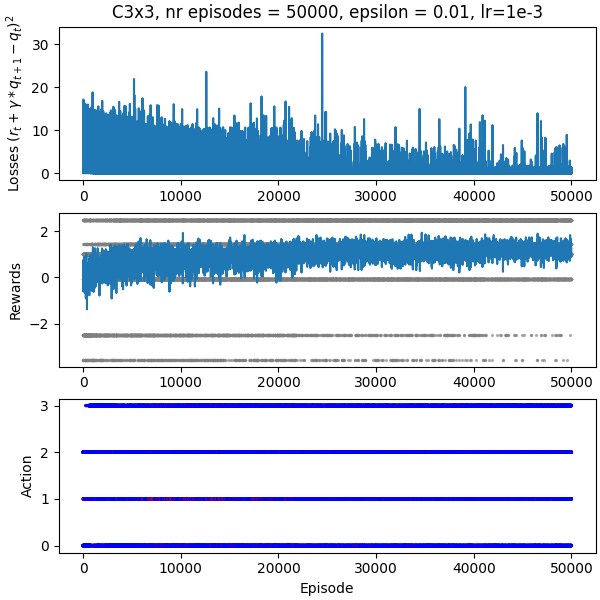 C3x3, nr episodes = 50000, epsilon = 0.01, lr=1e-3
Losses $(r_t + \gamma * q_{t+1} - q_t)^2$
30
20
10
0
0 10000 20000 30000 40000 50000
Rewards
2
0
−2
0 10000 20000 30000 40000 50000
Action
3
2
1
0
0 10000 20000 30000 40000 50000
Episode